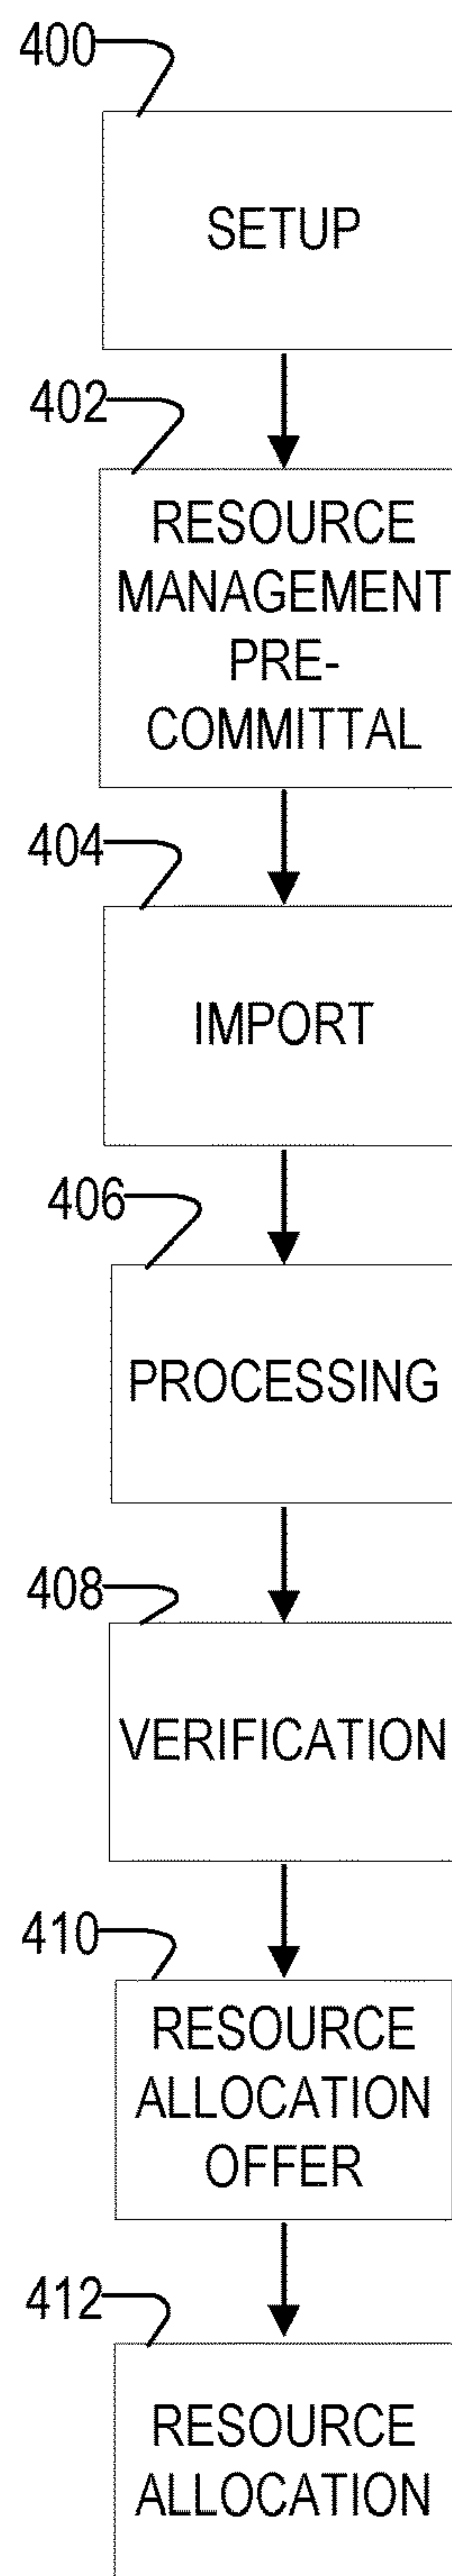 400
SETUP
402
RESOURCE
MANAGEMENT
PRE-
COMMITTAL
404
IMPORT
406
PROCESSING
408
VERIFICATION
410
RESOURCE
ALLOCATION
OFFER
412
RESOURCE
ALLOCATION